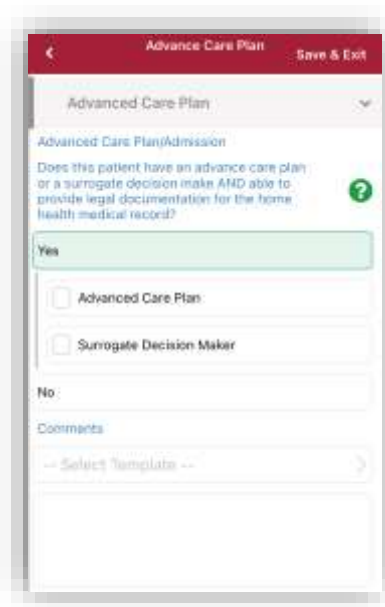 Advance Care Plan
Save & Exit
Advanced Care Plan
Advanced Care Plan/Admission
Does this patient have an advance care plan
or a surrogate decision make AND able to
provide legal documentation for the home
health medical record?
Yes
Advanced Care Plan
Surrogate Decision Maker
No
Comments
-- Select Template --